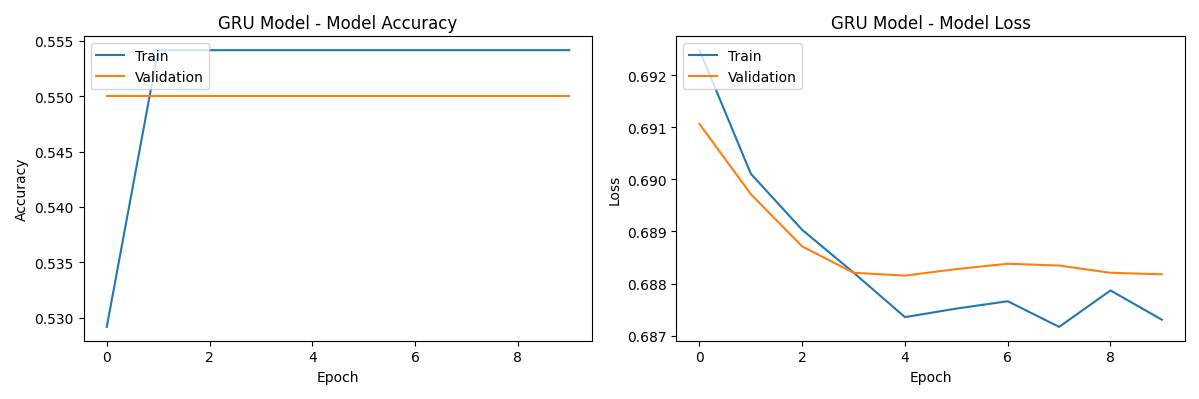 GRU Model - Model Accuracy
Train
Validation
0.555
0.550
0.545
0.540
0.535
0.530
Accuracy
0
2
4
6
8
Epoch
GRU Model - Model Loss
Train
Validation
0.692
0.691
0.690
0.689
0.688
0.687
Loss
0
2
4
6
8
Epoch